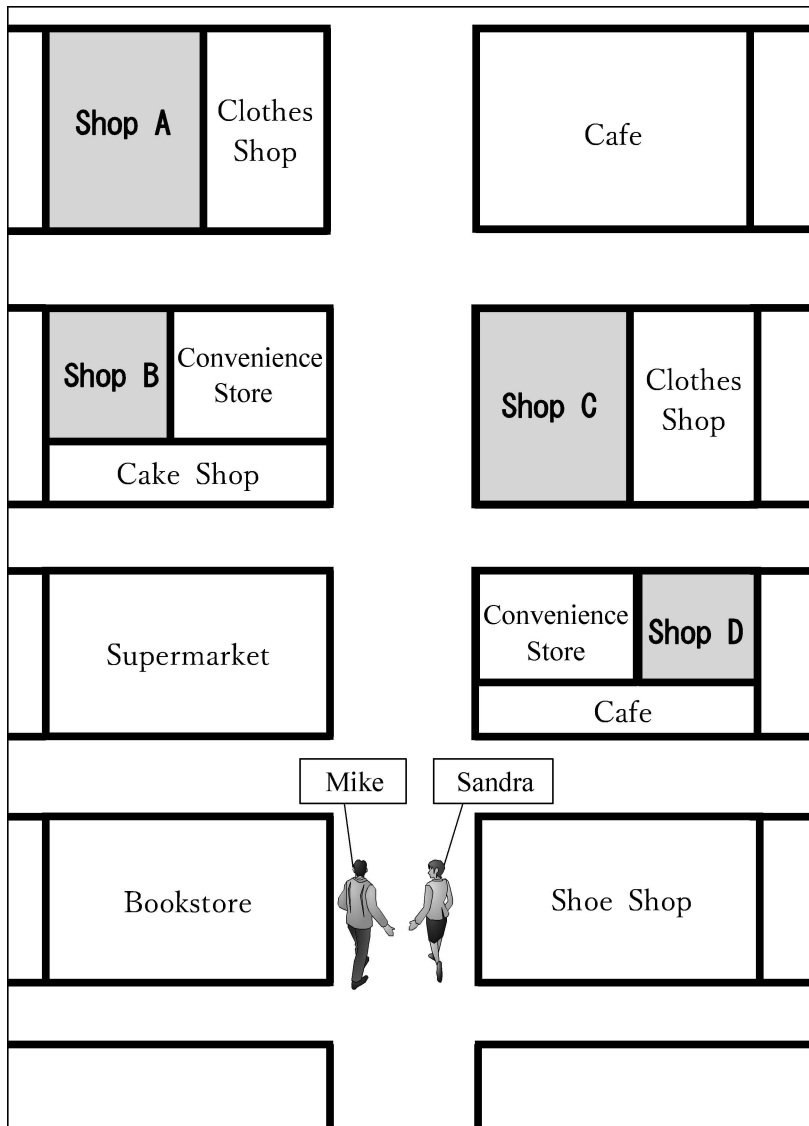 Shop A
Clothes
Shop
Cafe
Shop B
Convenience
Store
Cake Shop
Shop C
Clothes
Shop
Supermarket
Convenience
Store
Shop D
Cafe
Mike
Sandra
Bookstore
Shoe Shop